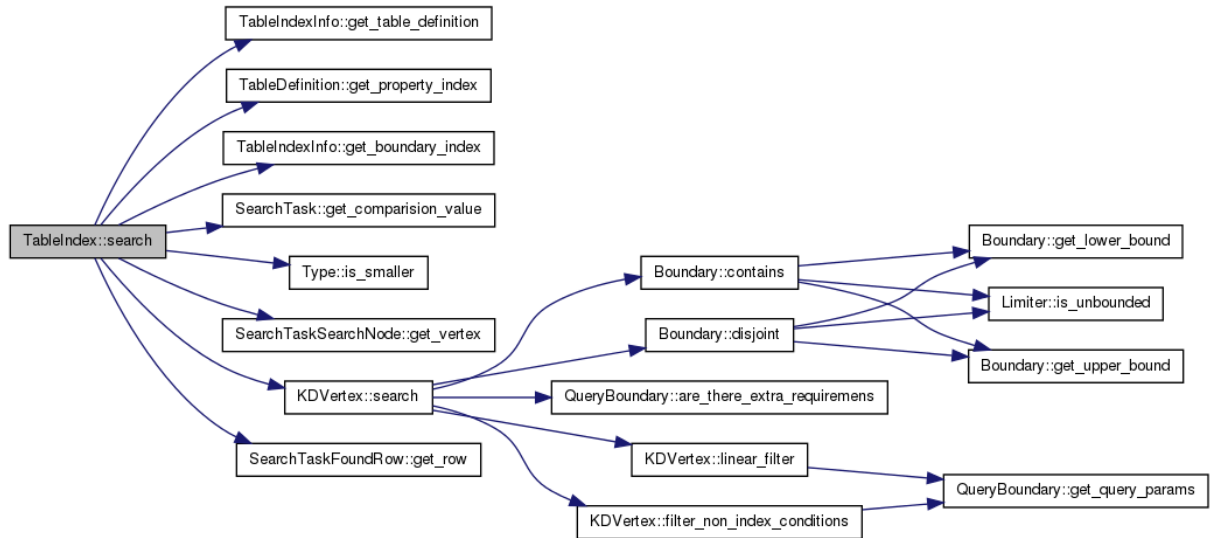 TableIndexInfo::get_table_definition
TableDefinition::get_property_index
TableIndexInfo::get_boundary_index
SearchTask::get_comparision_value
TableIndex::search
Type::is_smaller
SearchTaskSearchNode::get_vertex
KDVertex::search
SearchTaskFoundRow::get_row
Boundary::contains
Boundary::disjoint
QueryBoundary::are_there_extra_requiremens
KDVertex::linear_filter
KDVertex::filter_non_index_conditions
Boundary::get_lower_bound
Limiter::is_unbounded
Boundary::get_upper_bound
QueryBoundary::get_query_params